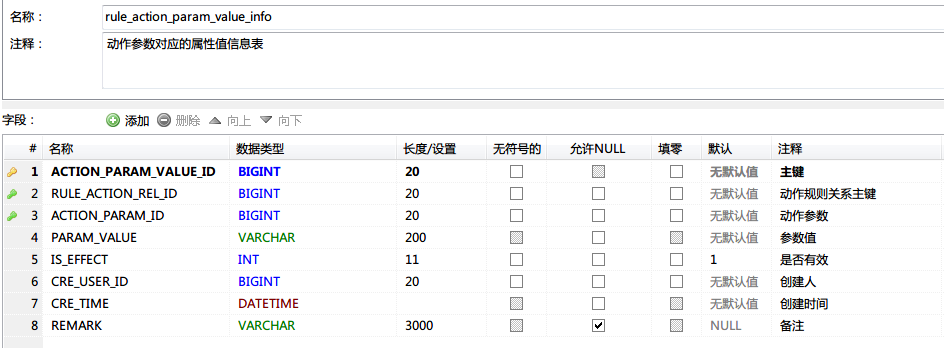 名称： rule_action_param_value_info
注释： 动作参数对应的属性值信息表
字段： 添加 删除 向上 向下
# 名称 数据类型 长度/设置 无符号的 允许NULL 填零 默认 注释
1 ACTION_PARAM_VALUE_ID BIGINT 20 无默认值 主键
2 RULE_ACTION_REL_ID BIGINT 20 无默认值 动作规则关系主键
3 ACTION_PARAM_ID BIGINT 20 无默认值 动作参数
4 PARAM_VALUE VARCHAR 200 无默认值 参数值
5 IS_EFFECT INT 11 1 是否有效
6 CRE_USER_ID BIGINT 20 无默认值 创建人
7 CRE_TIME DATETIME 无默认值 创建时间
8 REMARK VARCHAR 3000 NULL 备注